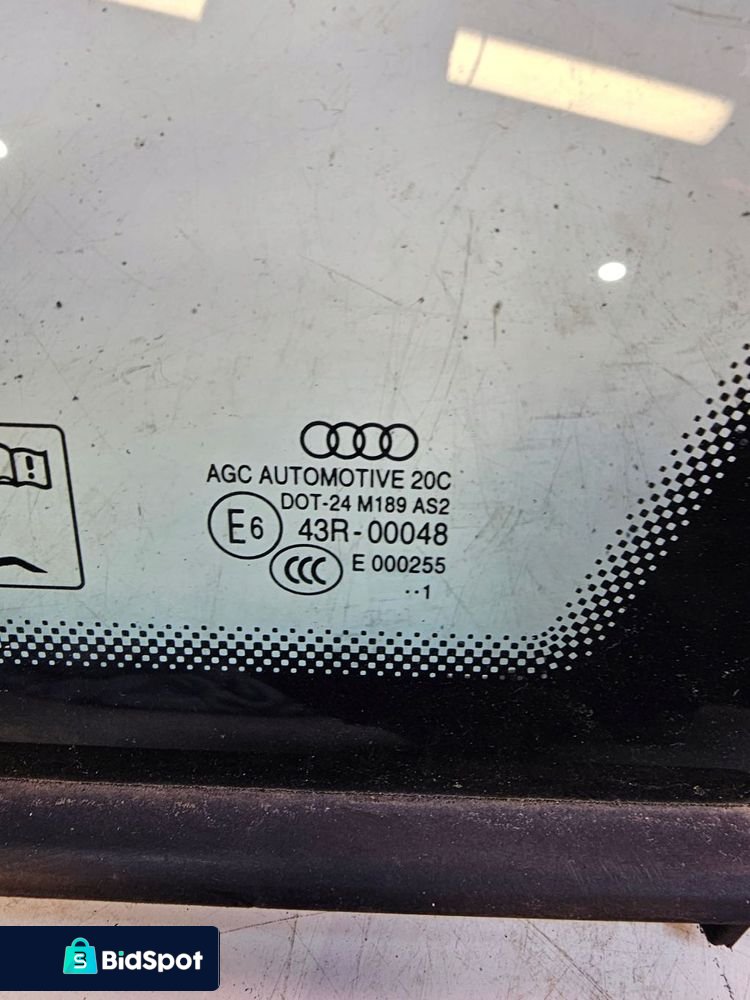 AGC AUTOMOTIVE 20C
DOT-24 M189 AS2
E6 43R-00048
CCC E 000255
··1
!
BidSpot